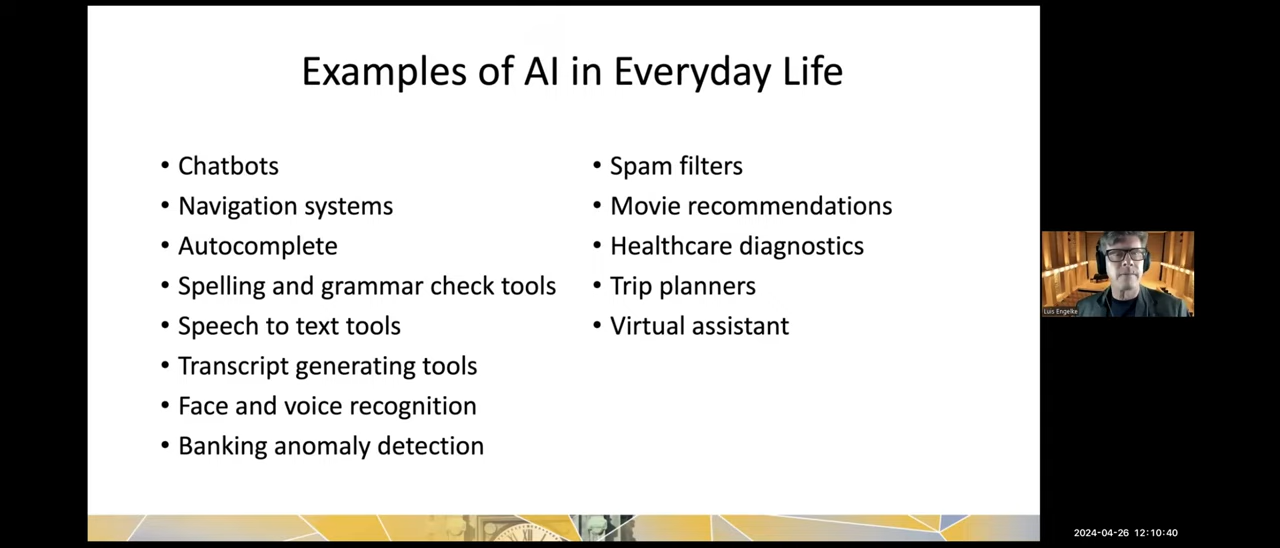 Examples of AI in Everyday Life
• Chatbots
• Navigation systems
• Autocomplete
• Spelling and grammar check tools
• Speech to text tools
• Transcript generating tools
• Face and voice recognition
• Banking anomaly detection
• Spam filters
• Movie recommendations
• Healthcare diagnostics
• Trip planners
• Virtual assistant
Luis Engelke
2024-04-26 12:10:40